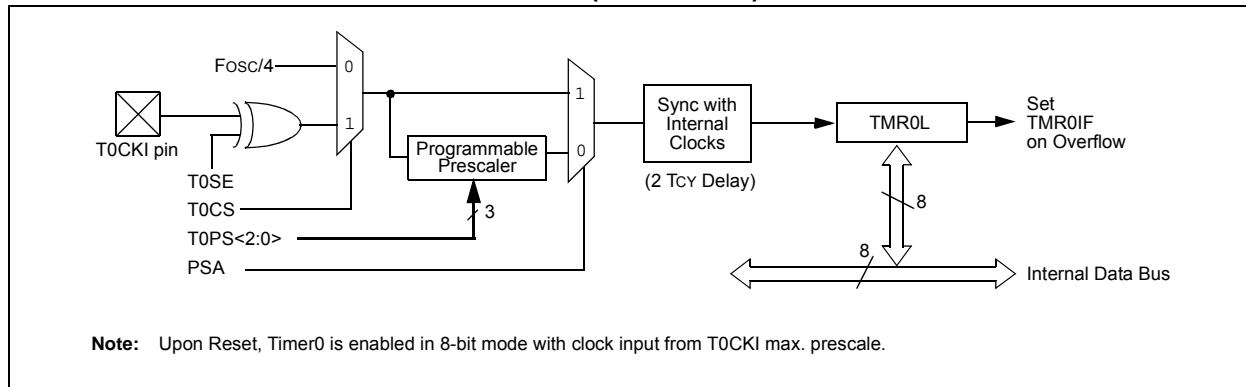 Fosc/4
0
1
T0CKI pin
T0SE
T0CS
T0PS<2:0>
PSA
Programmable
Prescaler
3
1
0
Sync with
Internal
Clocks
(2 TCY Delay)
TMR0L
Set
TMR0IF
on Overflow
8
8
Internal Data Bus
Note: Upon Reset, Timer0 is enabled in 8-bit mode with clock input from T0CKI max. prescale.